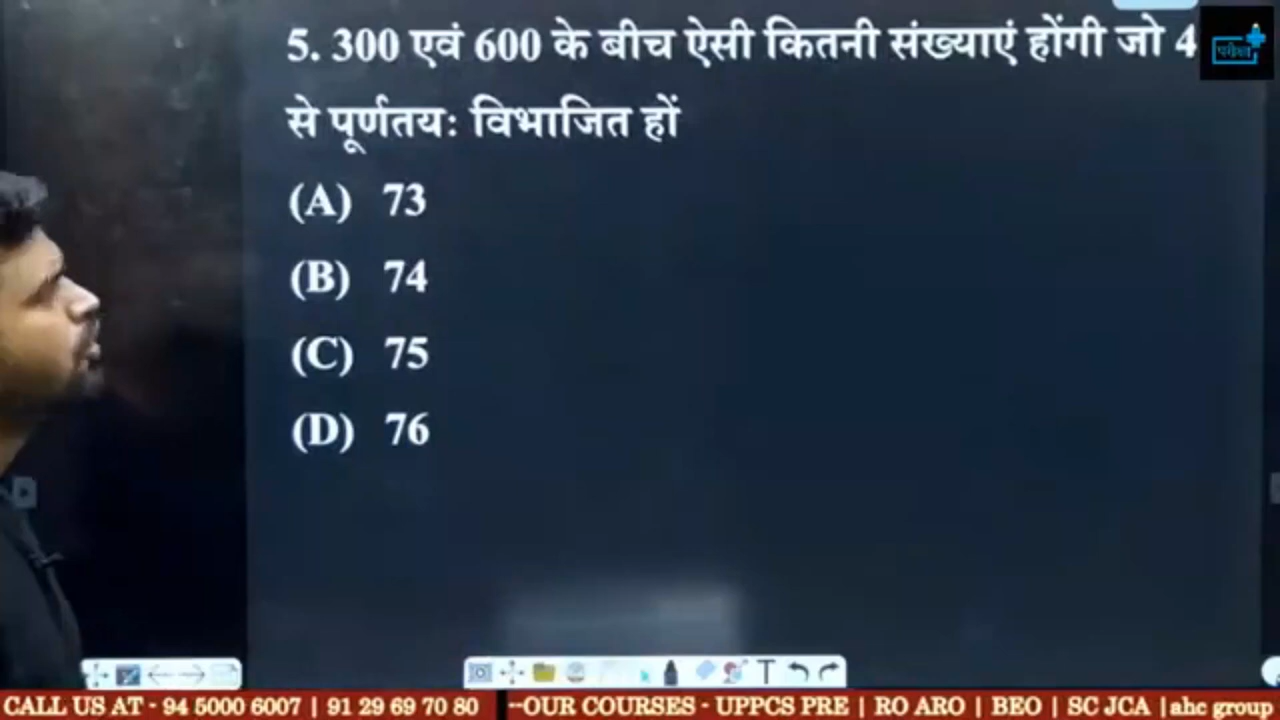 5. 300 एवं 600 के बीच ऐसी कितनी संख्याएं होंगी जो 4
से पूर्णतयः विभाजित हों
(A) 73
(B) 74
(C) 75
(D) 76
परीक्षा
CALL US AT - 94 5000 6007 | 91 29 69 70 80 --OUR COURSES - UPPCS PRE | RO ARO | BEO | SC JCA |ahc group